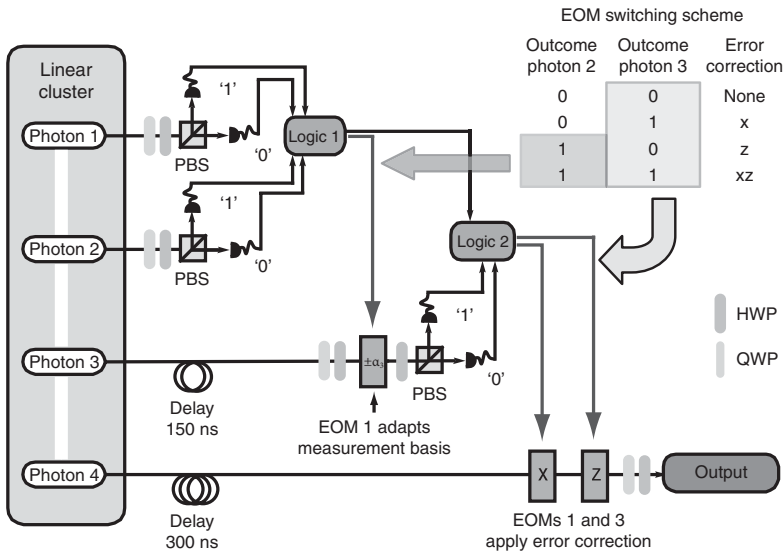 EOM switching scheme
Outcome photon 2
Outcome photon 3
Error correction
0 0 None
0 1 x
1 0 z
1 1 xz
Linear cluster
Photon 1
Photon 2
Photon 3
Photon 4
'1'
'0'
PBS
'1'
'0'
PBS
Logic 1
Logic 2
'1'
'0'
PBS
HWP
QWP
±α3
Delay
150 ns
EOM 1 adapts
measurement basis
Delay
300 ns
X
Z
Output
EOMs 1 and 3
apply error correction